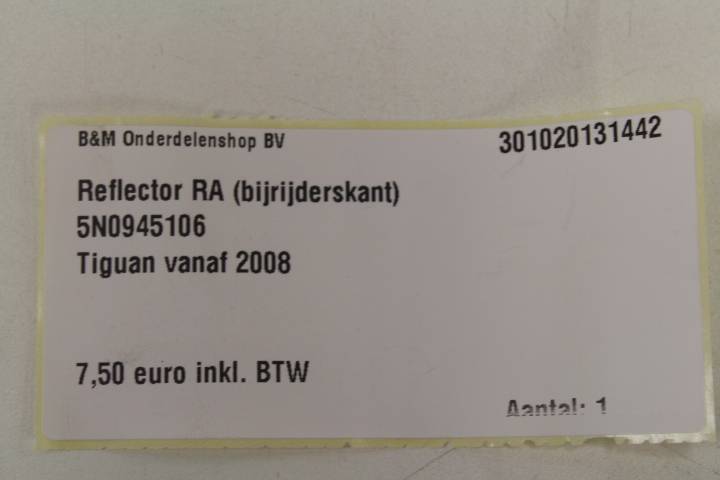 B&M Onderdelenshop BV 301020131442
Reflector RA (bijrijderskant)
5N0945106
Tiguan vanaf 2008
7,50 euro inkl. BTW
Aantal: 1